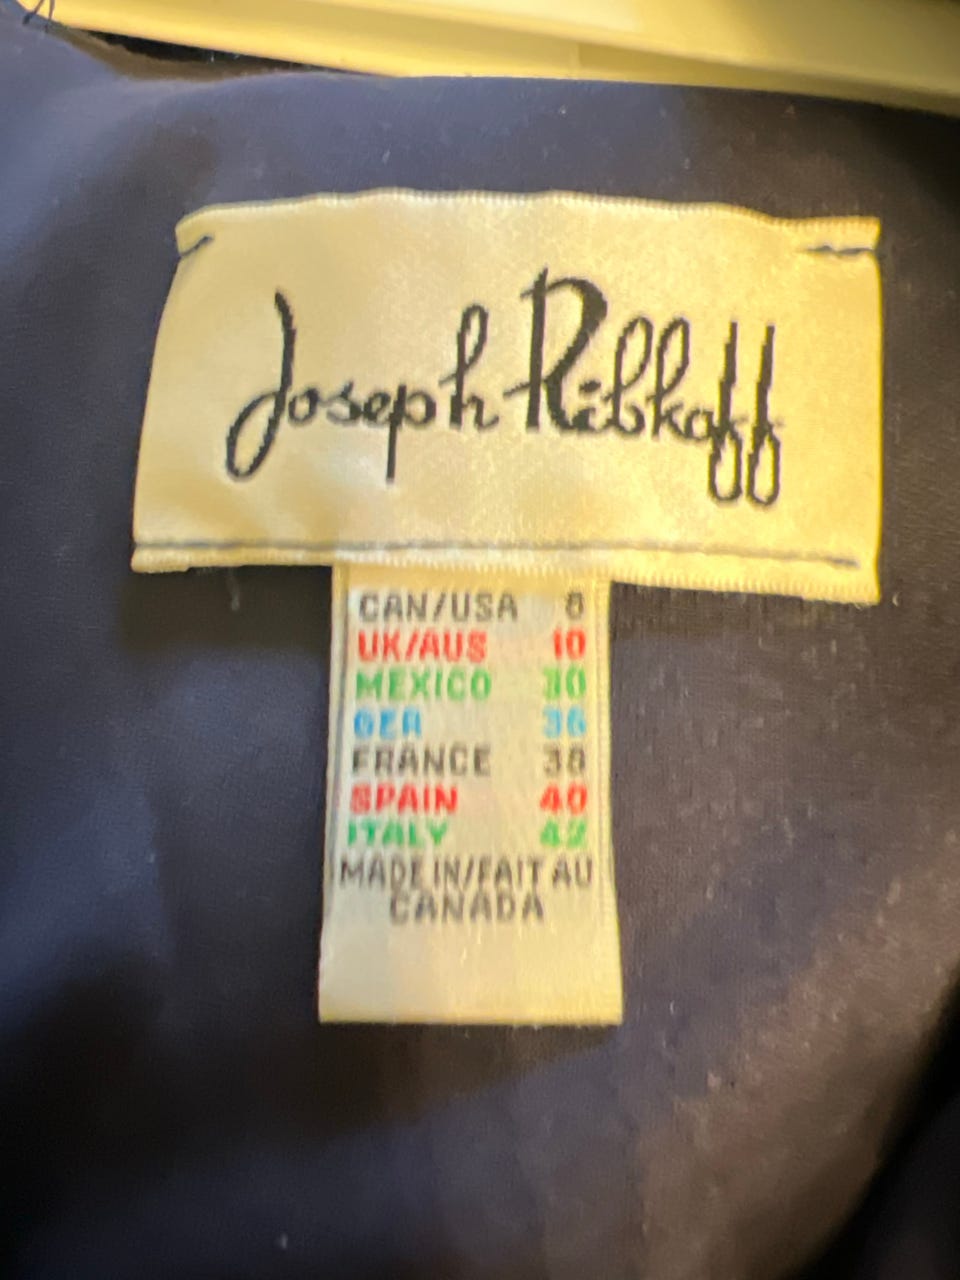 Joseph Ribkoff
CAN/USA 8
UK/AUS 10
MEXICO 30
GER 36
FRANCE 38
SPAIN 40
ITALY 42
MADE IN/FAIT AU
CANADA